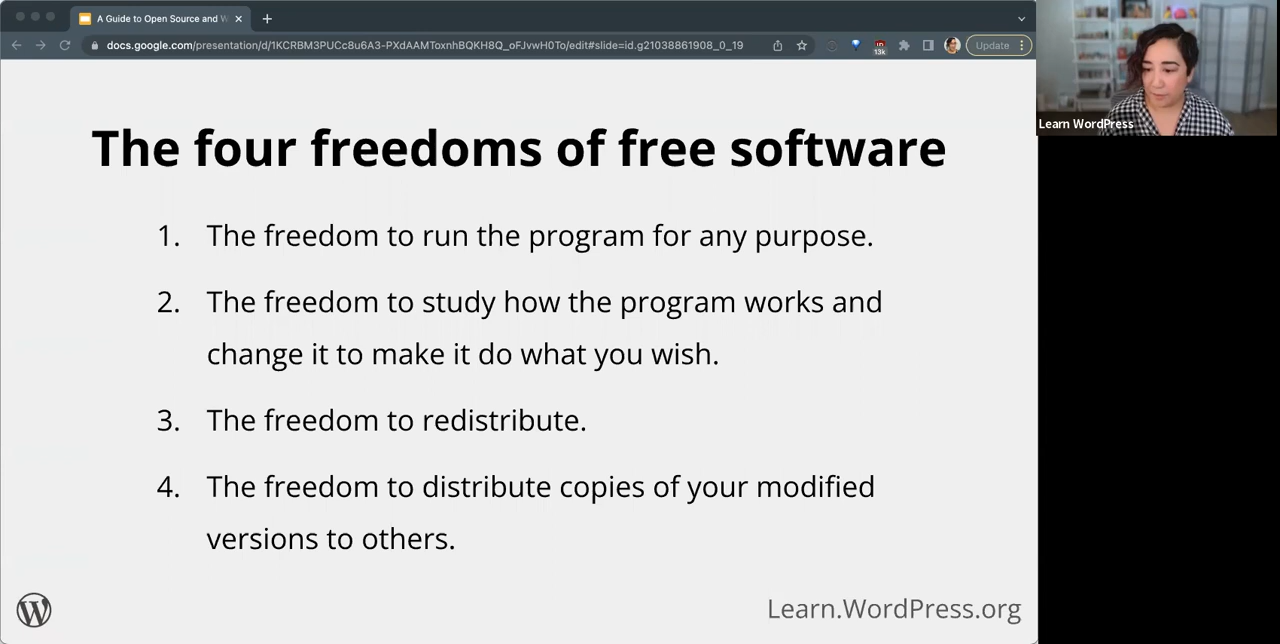 A Guide to Open Source and W
docs.google.com/presentation/d/1KCRBM3PUCc8u6A3-PXdAAMToxnhBQKH8Q_oFJvwH0To/edit#slide=id.g21038861908_0_19
13k
Update
Learn WordPress
The four freedoms of free software
1. The freedom to run the program for any purpose.
2. The freedom to study how the program works and
change it to make it do what you wish.
3. The freedom to redistribute.
4. The freedom to distribute copies of your modified
versions to others.
Learn.WordPress.org